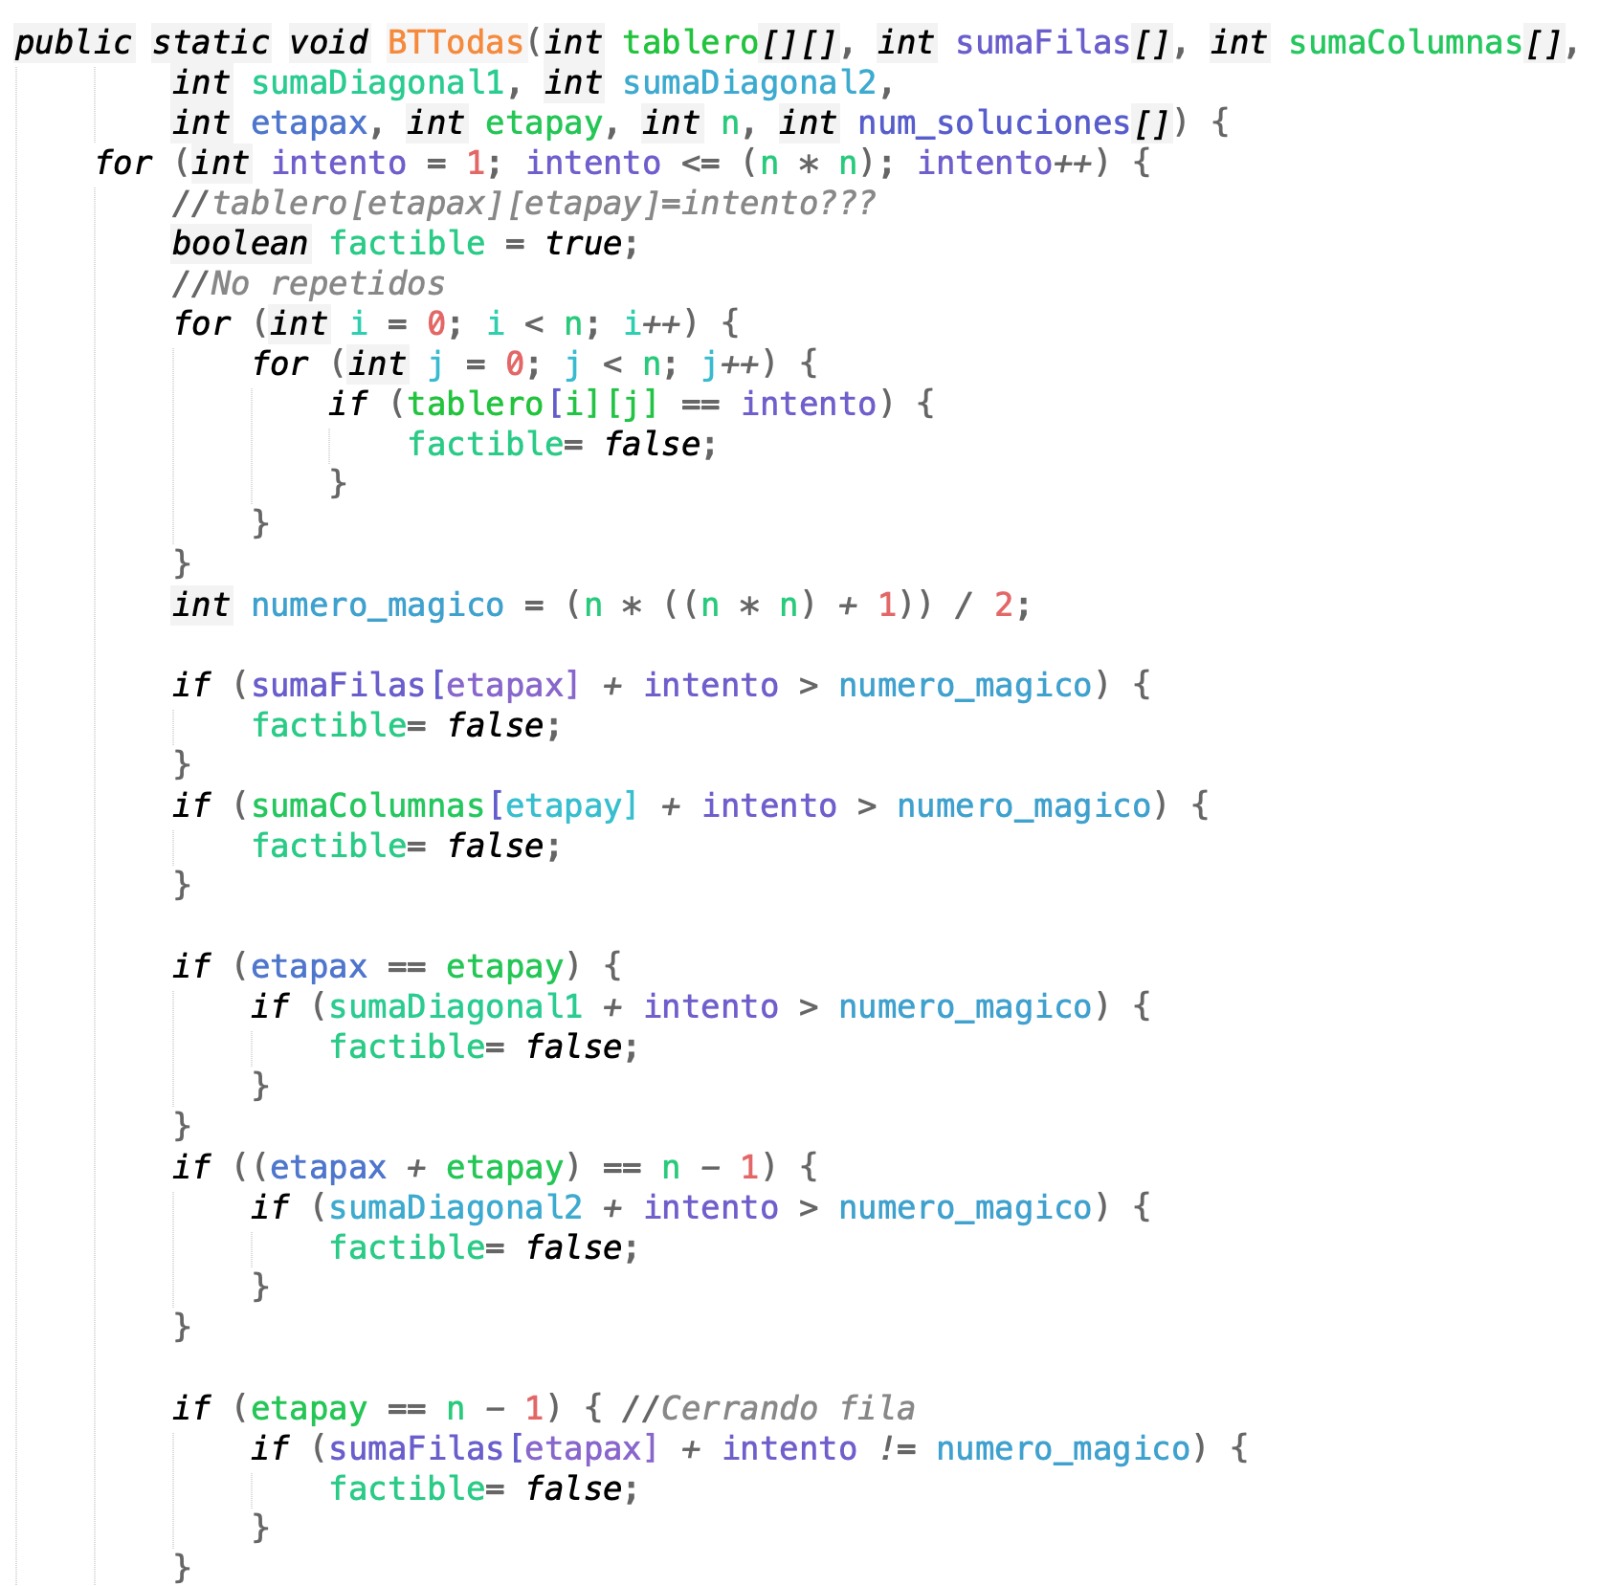 public static void BTTodas(int tablero[][], int sumaFilas[], int sumaColumnas[],
        int sumaDiagonal1, int sumaDiagonal2,
        int etapax, int etapay, int n, int num_soluciones[]) {
    for (int intento = 1; intento <= (n * n); intento++) {
        //tablero[etapax][etapay]=intento???
        boolean factible = true;
        //No repetidos
        for (int i = 0; i < n; i++) {
            for (int j = 0; j < n; j++) {
                if (tablero[i][j] == intento) {
                    factible= false;
                }
            }
        }
        int numero_magico = (n * ((n * n) + 1)) / 2;

        if (sumaFilas[etapax] + intento > numero_magico) {
            factible= false;
        }
        if (sumaColumnas[etapay] + intento > numero_magico) {
            factible= false;
        }

        if (etapax == etapay) {
            if (sumaDiagonal1 + intento > numero_magico) {
                factible= false;
            }
        }
        if ((etapax + etapay) == n - 1) {
            if (sumaDiagonal2 + intento > numero_magico) {
                factible= false;
            }
        }

        if (etapay == n - 1) { //Cerrando fila
            if (sumaFilas[etapax] + intento != numero_magico) {
                factible= false;
            }
        }